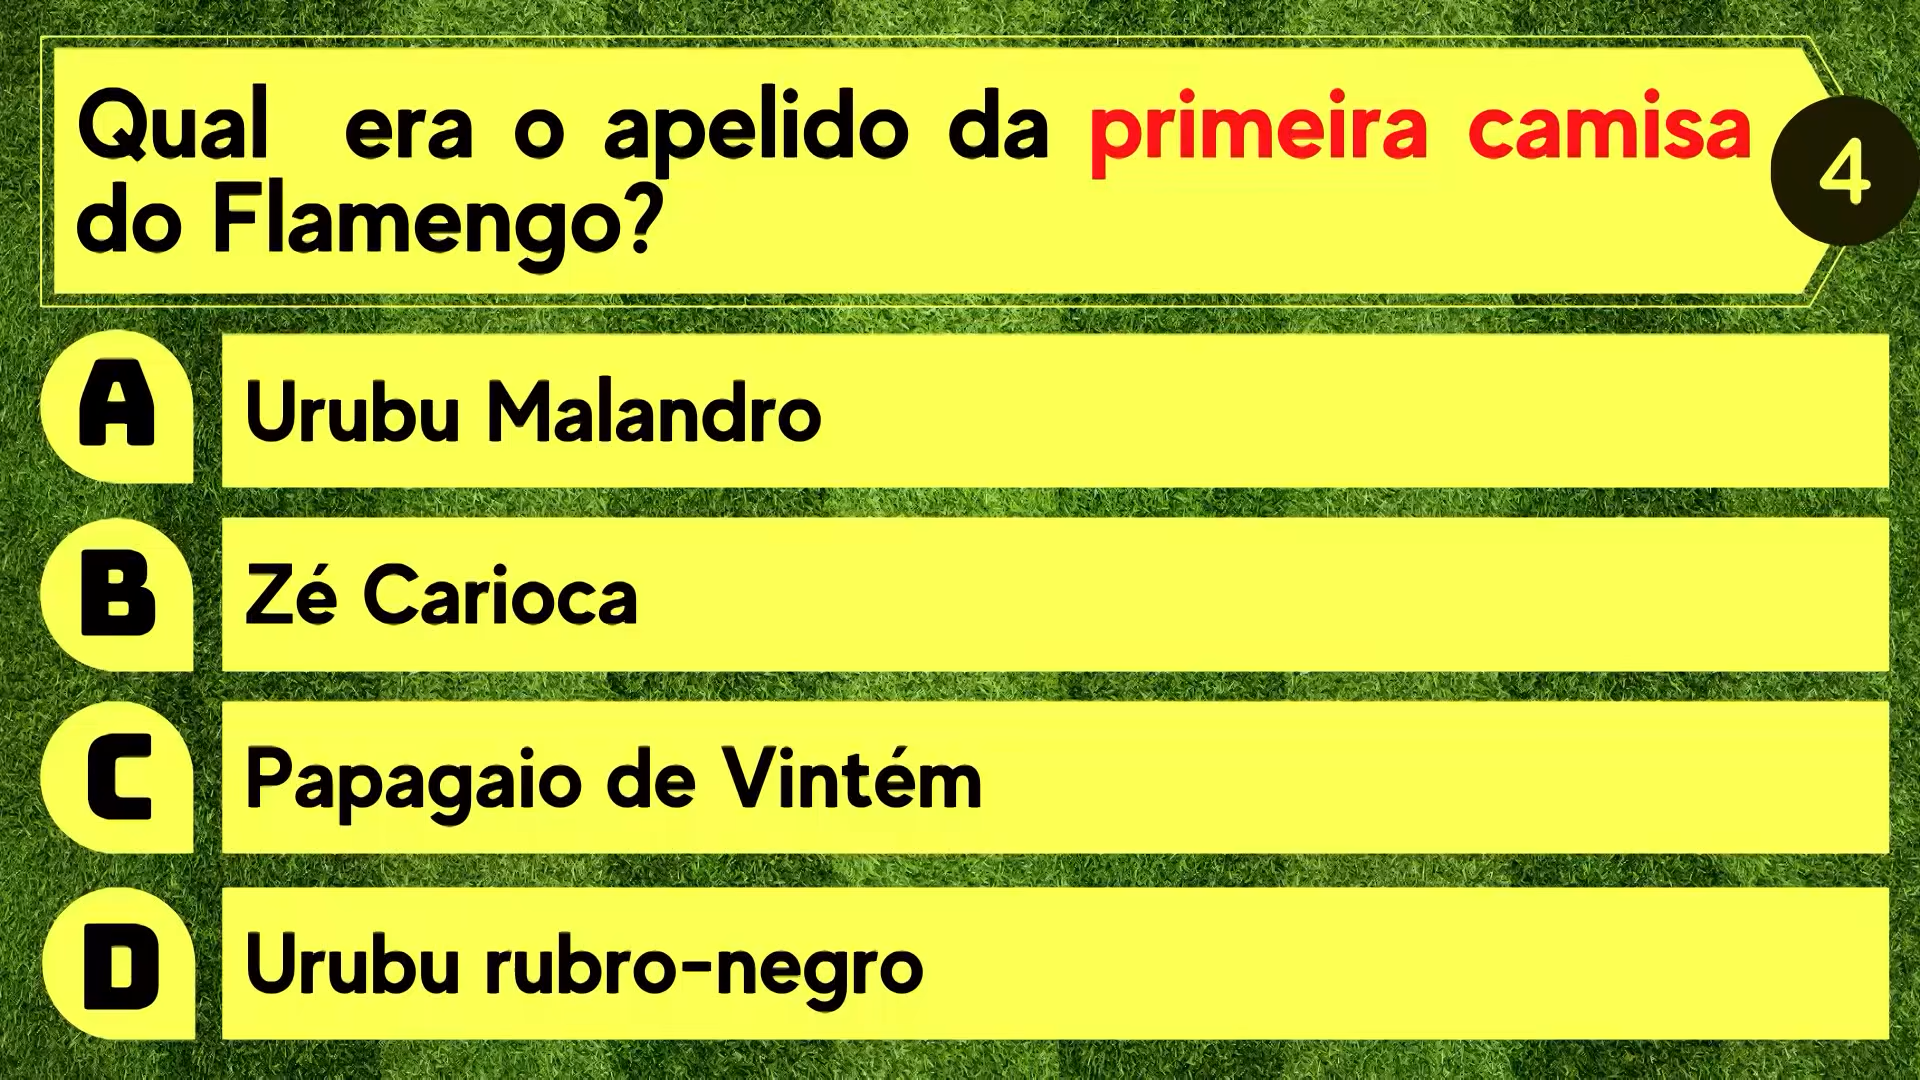 Qual era o apelido da primeira camisa
do Flamengo?
4
A
Urubu Malandro
B
Zé Carioca
C
Papagaio de Vintém
D
Urubu rubro-negro